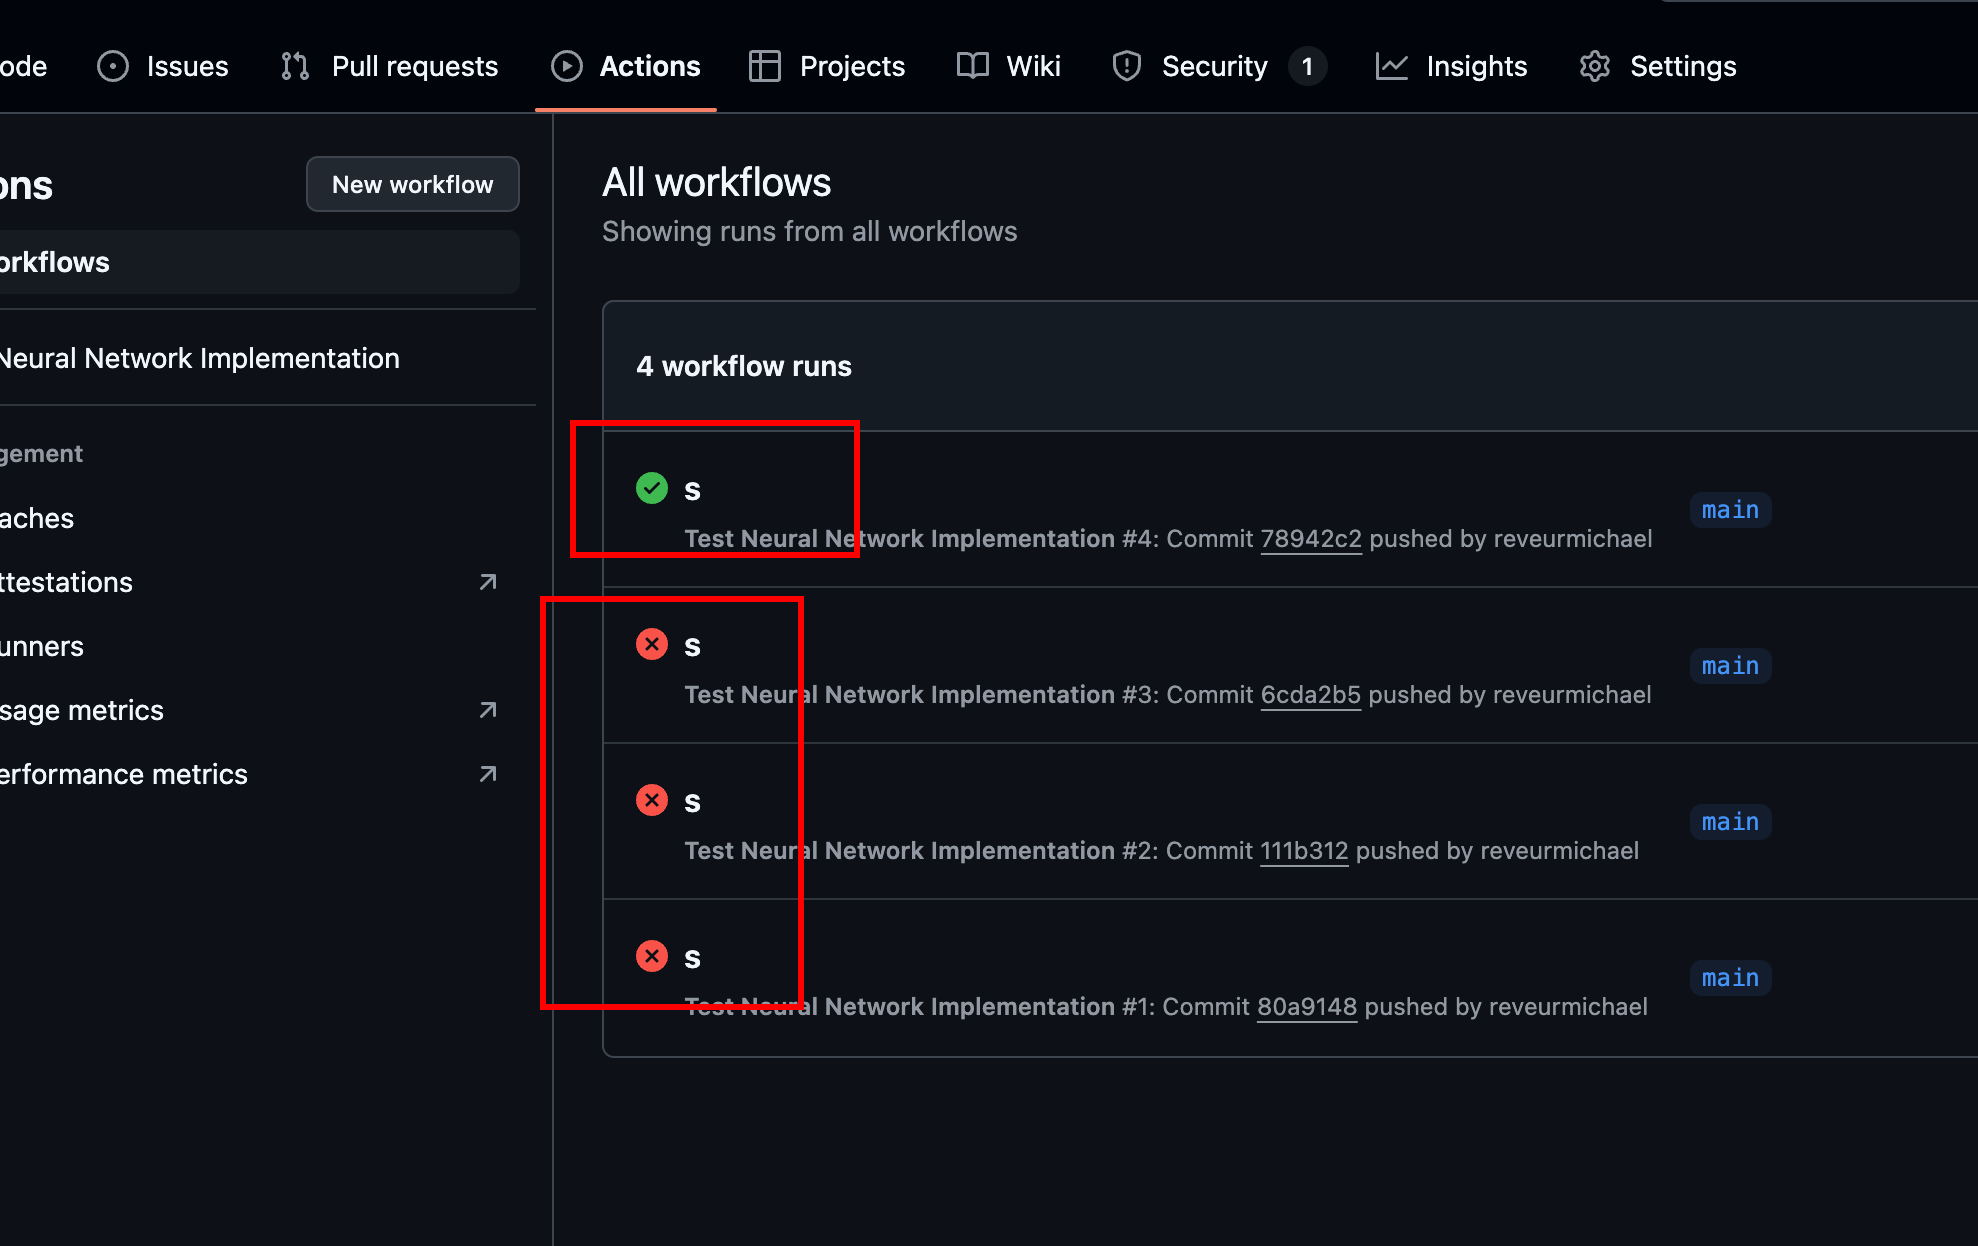 ode Issues Pull requests Actions Projects Wiki Security 1 Insights Settings
ons New workflow
orkflows
Neural Network Implementation
gement
aches
ttestations
unners
sage metrics
erformance metrics
All workflows
Showing runs from all workflows
4 workflow runs
s
Test Neural Network Implementation #4: Commit 78942c2 pushed by reveurmichael
main
s
Test Neural Network Implementation #3: Commit 6cda2b5 pushed by reveurmichael
main
s
Test Neural Network Implementation #2: Commit 111b312 pushed by reveurmichael
main
s
Test Neural Network Implementation #1: Commit 80a9148 pushed by reveurmichael
main